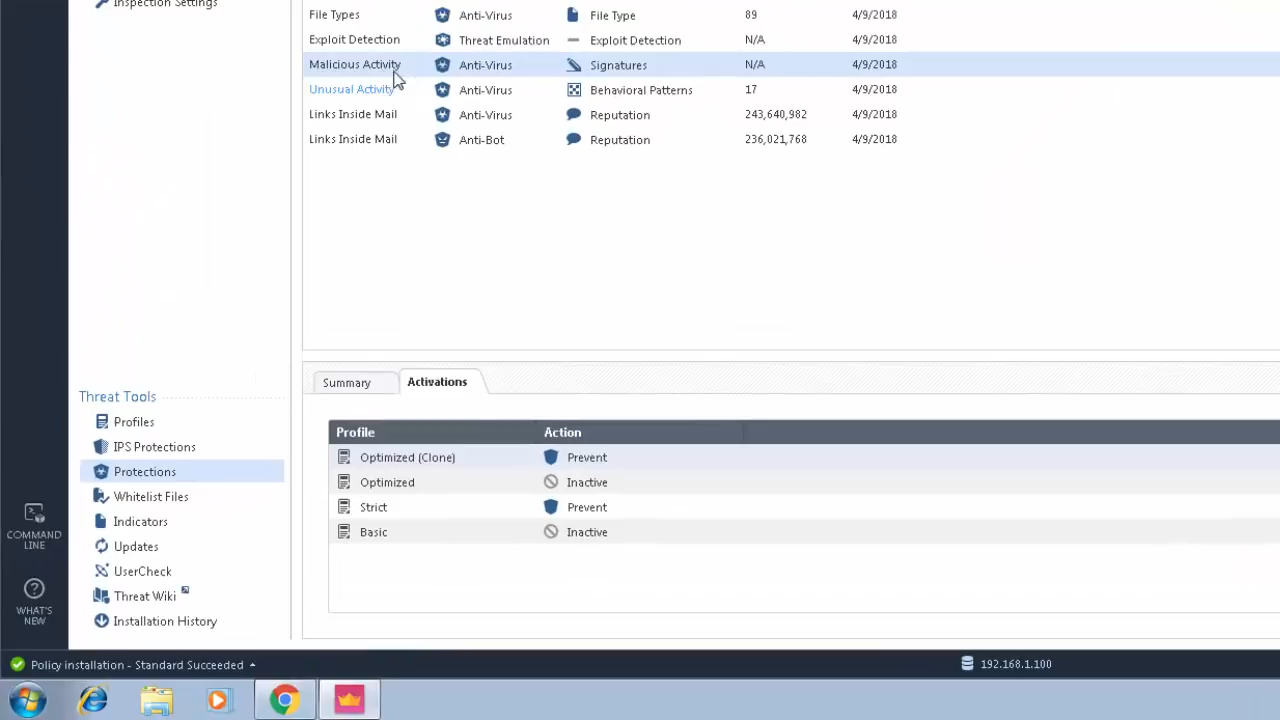 Inspection Settings
File Types Anti-Virus File Type 89 4/9/2018
Exploit Detection Threat Emulation Exploit Detection N/A 4/9/2018
Malicious Activity Anti-Virus Signatures N/A 4/9/2018
Unusual Activity Anti-Virus Behavioral Patterns 17 4/9/2018
Links Inside Mail Anti-Virus Reputation 243,640,982 4/9/2018
Links Inside Mail Anti-Bot Reputation 236,021,768 4/9/2018
Summary Activations
Profile Action
Optimized (Clone) Prevent
Optimized Inactive
Strict Prevent
Basic Inactive
Threat Tools
Profiles
IPS Protections
Protections
Whitelist Files
Indicators
Updates
UserCheck
Threat Wiki
Installation History
COMMAND
LINE
WHAT'S
NEW
Policy installation - Standard Succeeded 192.168.1.100